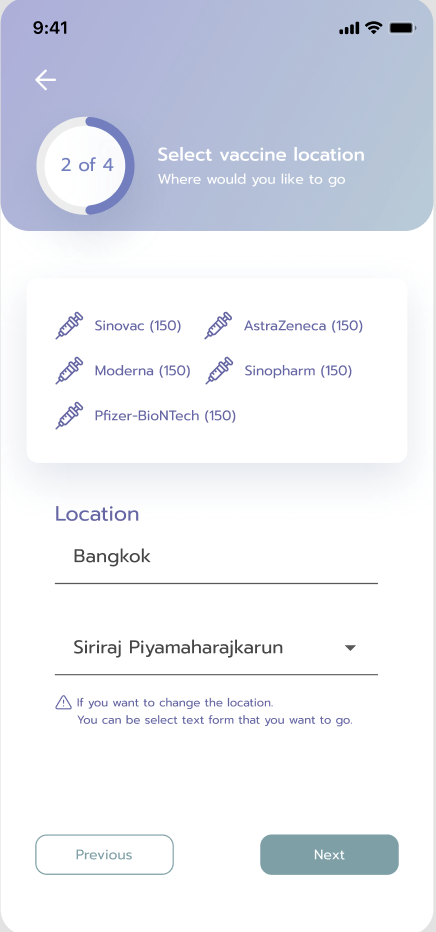 9:41
2 of 4
Select vaccine location
Where would you like to go
Sinovac (150)
AstraZeneca (150)
Moderna (150)
Sinopharm (150)
Pfizer-BioNTech (150)
Location
Bangkok
Siriraj Piyamaharajkarun
If you want to change the location.
You can be select text form that you want to go.
Previous
Next